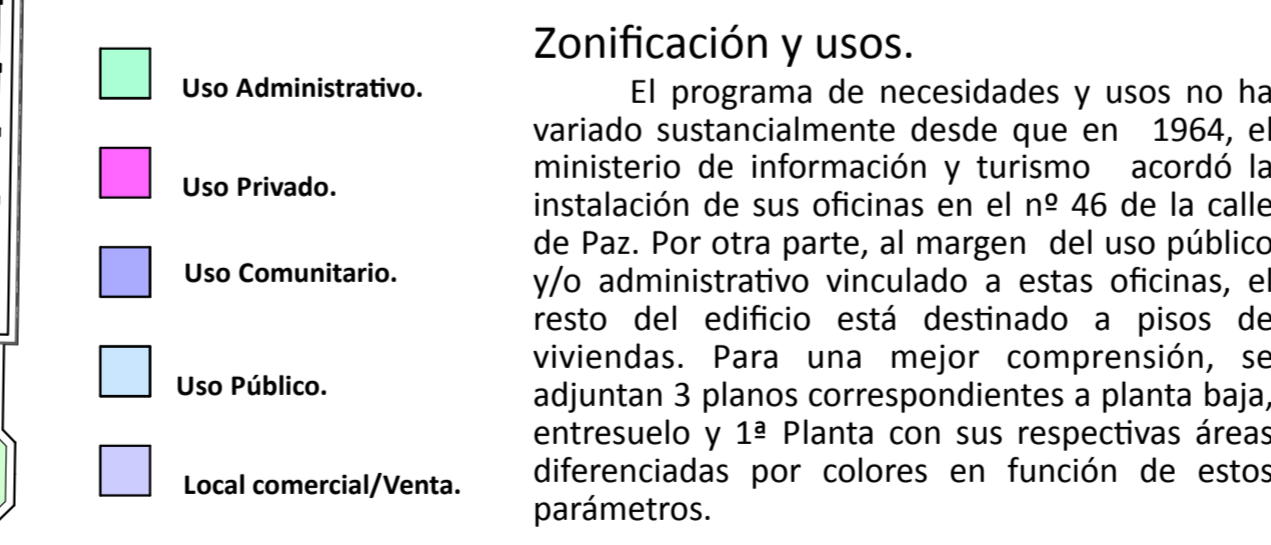 Uso Administrativo.
Uso Privado.
Uso Comunitario.
Uso Público.
Local comercial/Venta.
Zonificación y usos.
El programa de necesidades y usos no ha
variado sustancialmente desde que en 1964, el
ministerio de información y turismo acordó la
instalación de sus oficinas en el nº 46 de la calle
de Paz. Por otra parte, al margen del uso público
y/o administrativo vinculado a estas oficinas, el
resto del edificio está destinado a pisos de
viviendas. Para una mejor comprensión, se
adjuntan 3 planos correspondientes a planta baja,
entresuelo y 1ª Planta con sus respectivas áreas
diferenciadas por colores en función de estos
parámetros.